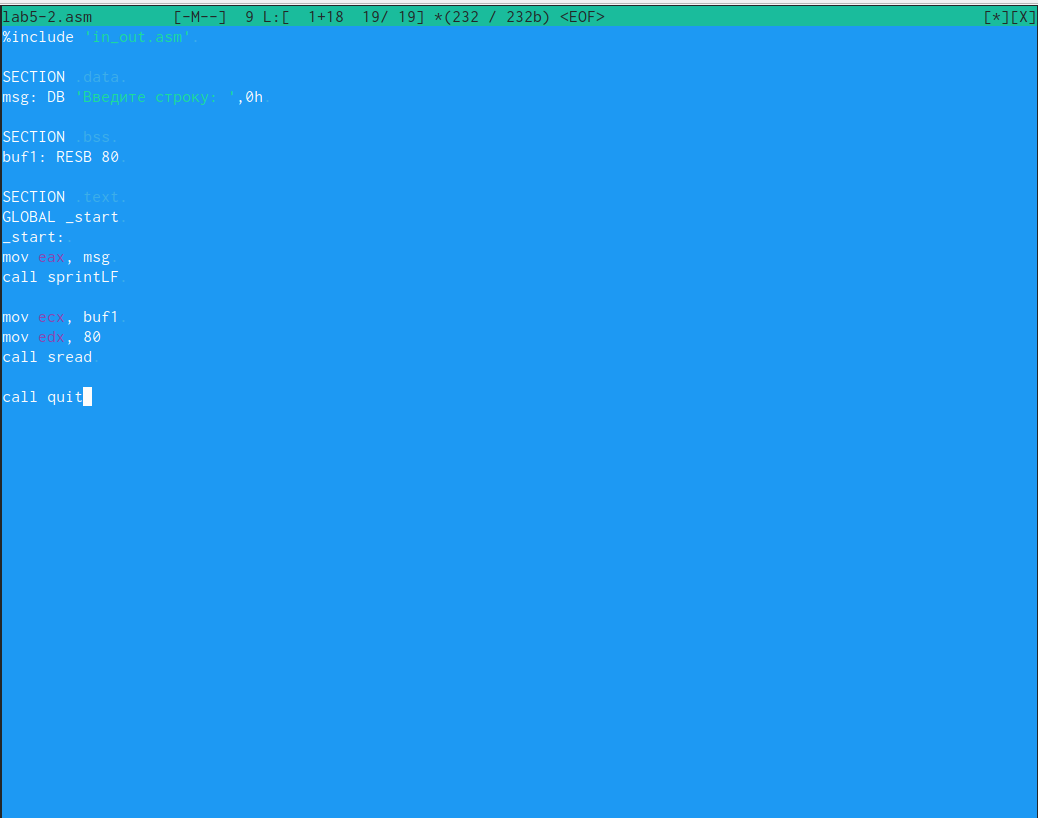 lab5-2.asm [-M--] 9 L:[ 1+18 19/ 19] *(232 / 232b) <EOF> [*][X]
%include 'in_out.asm'
SECTION .data
msg: DB 'Введите строку: ',0h
SECTION .bss
buf1: RESB 80
SECTION .text
GLOBAL _start
_start:
mov eax, msg
call sprintLF
mov ecx, buf1
mov edx, 80
call sread
call quit